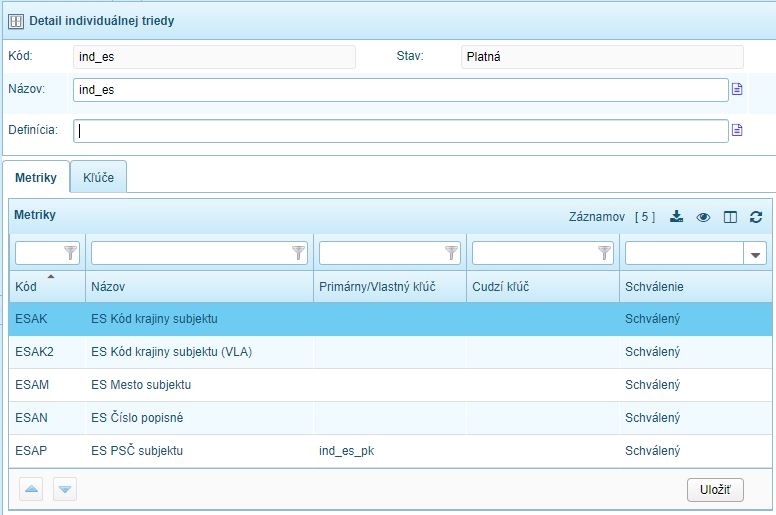 Detail individuálnej triedy
Kód: ind_es Stav: Platná
Názov: ind_es
Definícia:
Metriky Kľúče
Metriky Záznamov [ 5 ]
Kód Názov Primárny/Vlastný kľúč Cudzí kľúč Schválenie
ESAK ES Kód krajiny subjektu Schválený
ESAK2 ES Kód krajiny subjektu (VLA) Schválený
ESAM ES Mesto subjektu Schválený
ESAN ES Číslo popisné Schválený
ESAP ES PSČ subjektu ind_es_pk Schválený
Uložiť